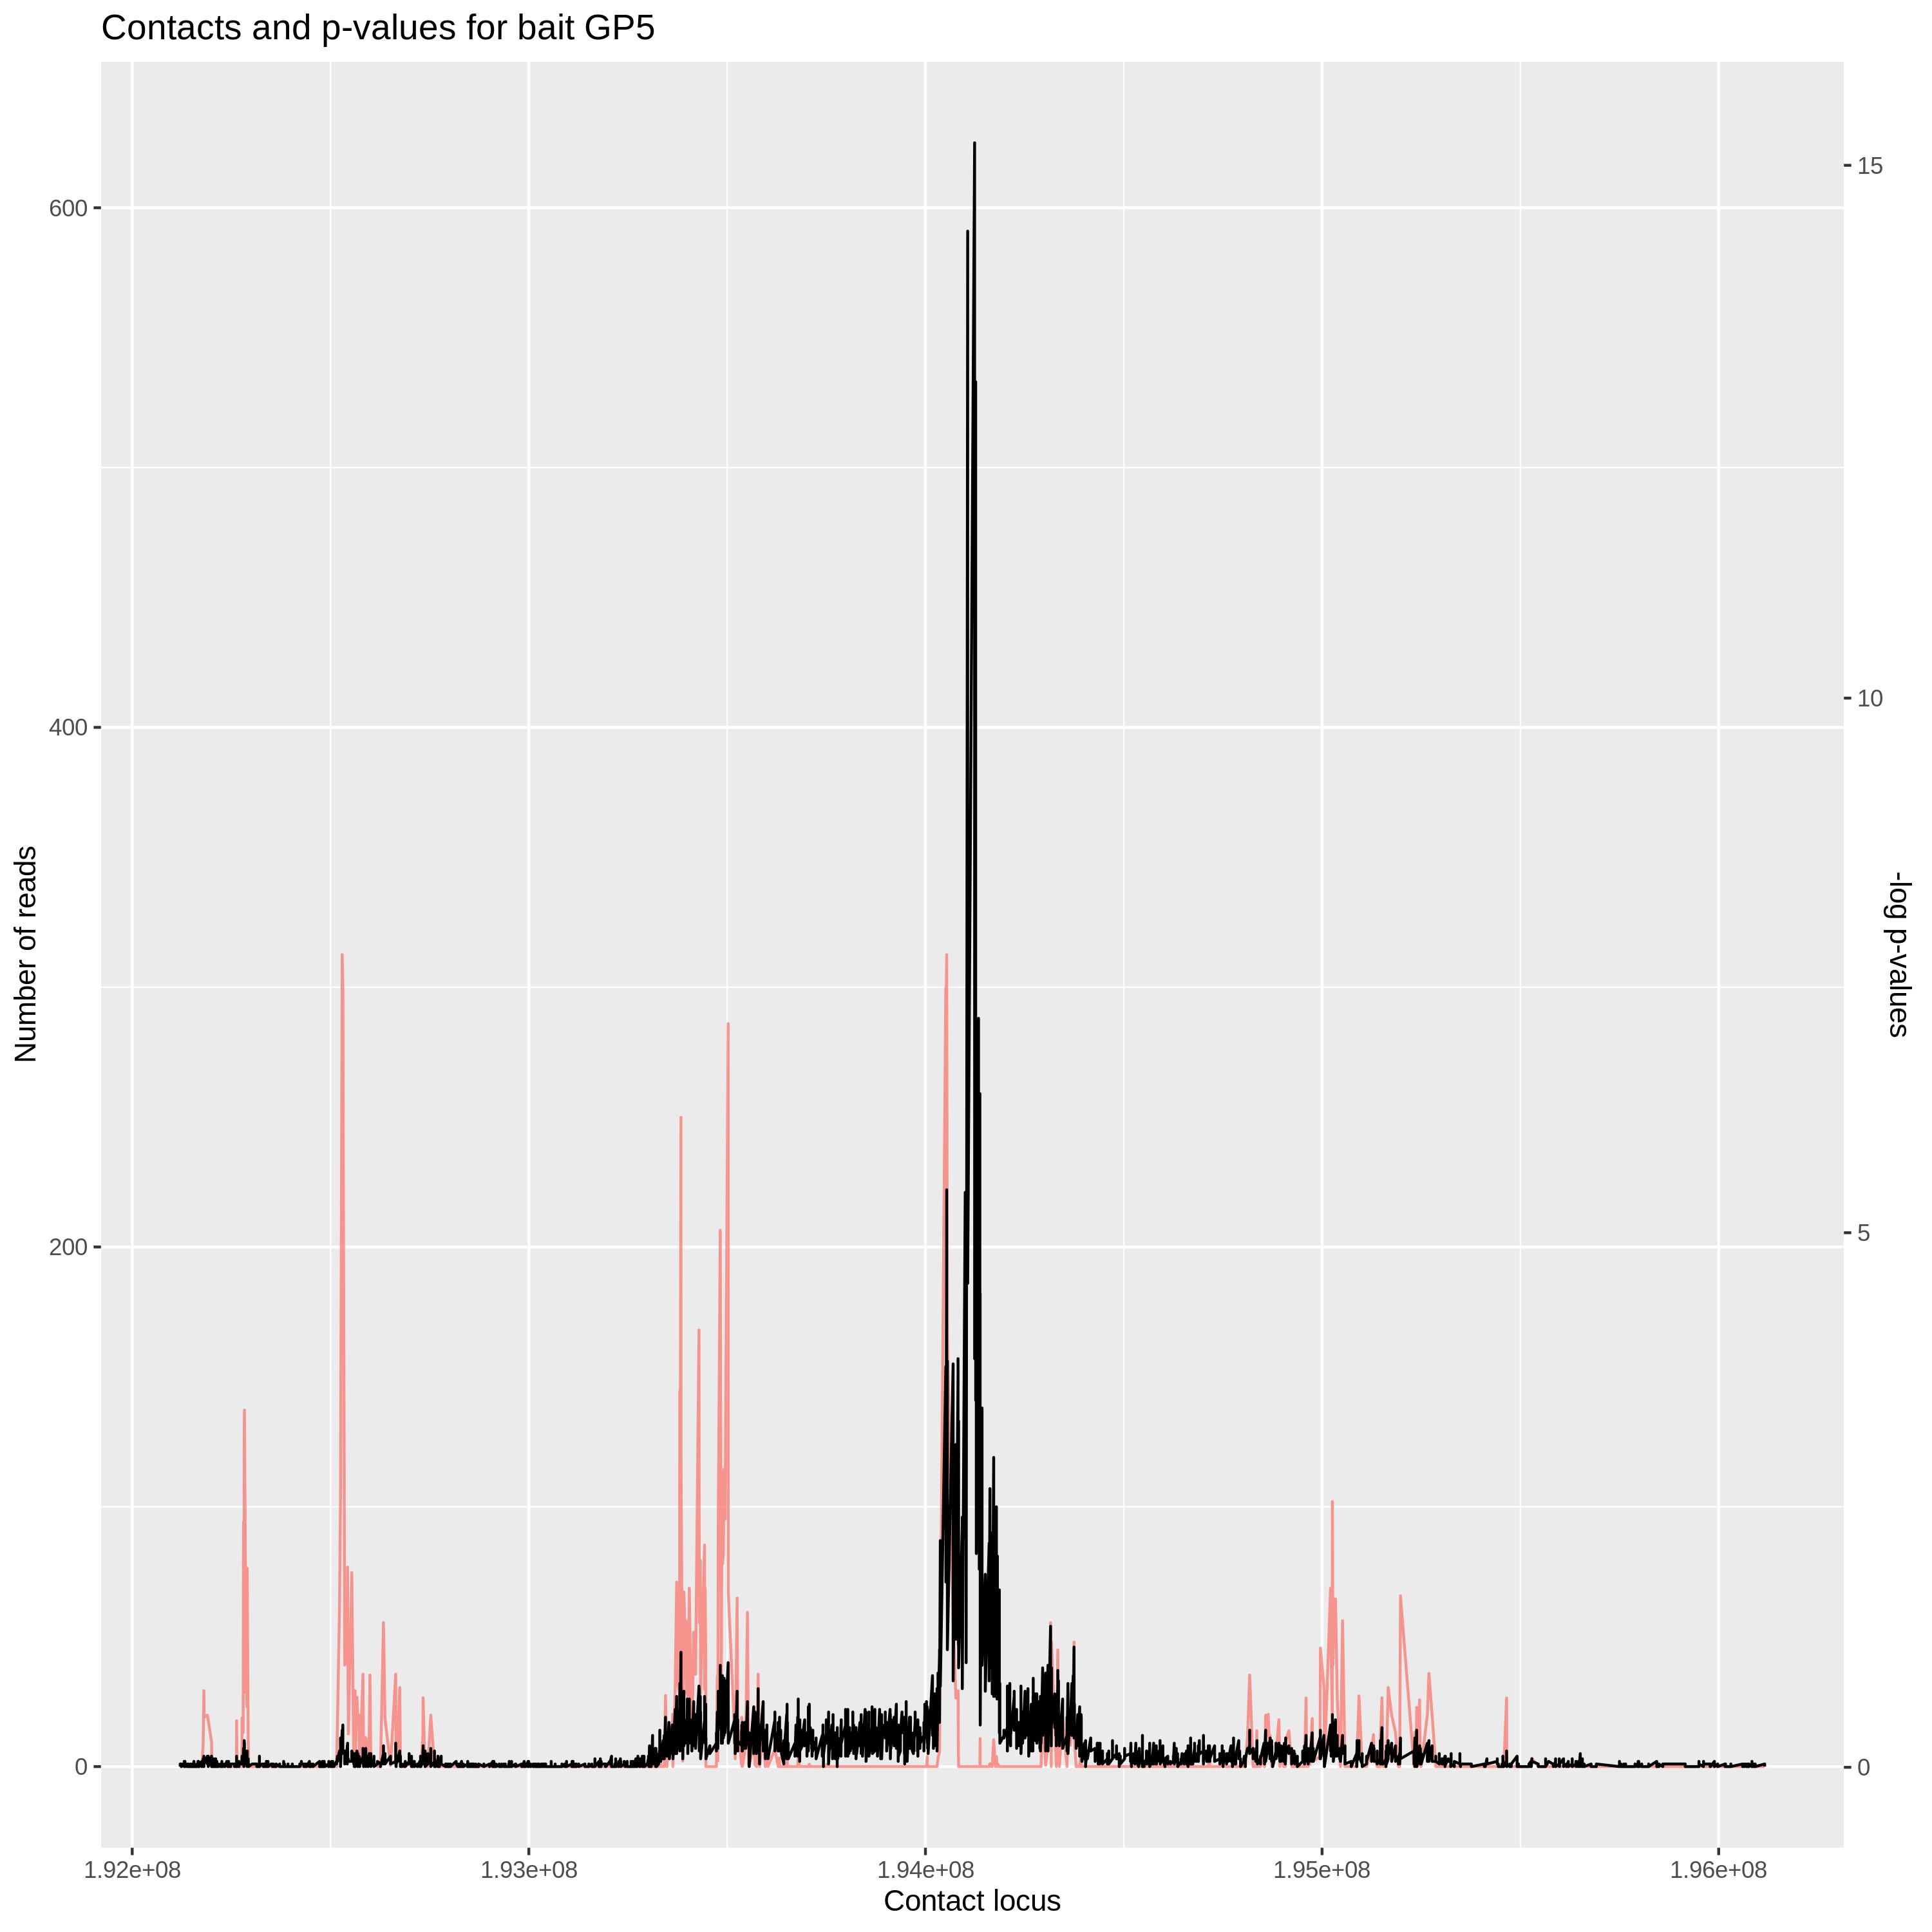 Contacts and p-values for bait GP5
600
400
200
0
Number of reads
15
10
5
0
-log p-values
1.92e+08
1.93e+08
1.94e+08
1.95e+08
1.96e+08
Contact locus